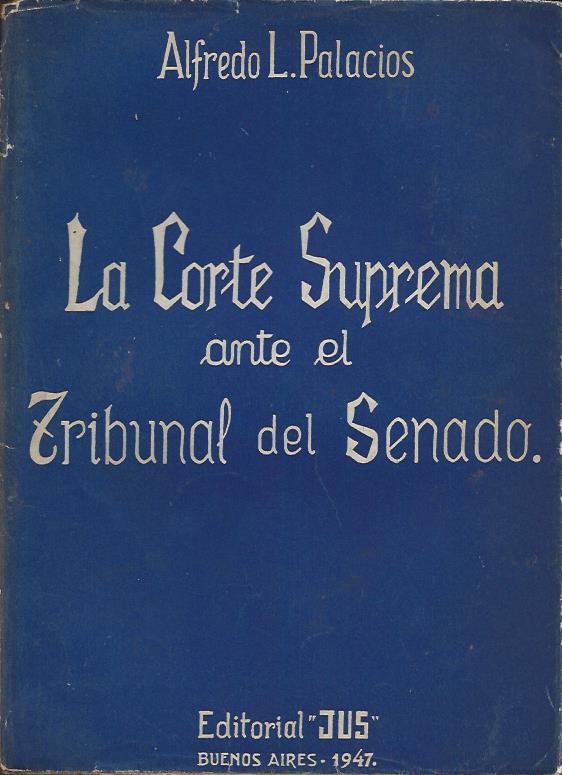 Alfredo L. Palacios
La Corte Suprema
ante el
Tribunal del Senado.
Editorial "JUS"
BUENOS AIRES - 1947.